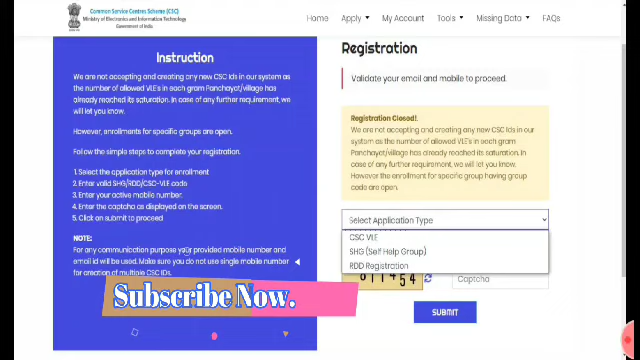 Common Service Centres Scheme (CSC)
Ministry of Electronics and Information Technology
Government of India
Home
Apply
My Account
Tools
Missing Data
FAQs
Instruction
We are not accepting and creating any new CSC Ids in our system as
the number of allowed VLE's in each gram Panchayat/village has
already reached its saturation. In case of any further requirement, we
will let you know.
However, enrollments for specific groups are open.
Follow the simple steps to complete your registration.
1 Select the application type for enrollment
2 Enter valid SHG/RDD/CSC-VLE code
3 Enter your active mobile number.
4 Enter the captcha as displayed on the screen.
5 Click on submit to proceed
NOTE:
For any communication purpose your provided mobile number and
email id will be used. Make sure you do not use single mobile number
for creation of multiple CSC IDs.
Subscribe Now.
Registration
Validate your email and mobile to proceed.
Registration Closed!.
We are not accepting and creating any new CSC Ids in our
system as the number of allowed VLE's in each gram
Panchayat/village has already reached its saturation. In
case of any further requirement, we will let you know.
However the enrollment for specific group having group
code are open.
Select Application Type
CSC VLE
SHG (Self Help Group)
RDD Registration
Captcha
SUBMIT